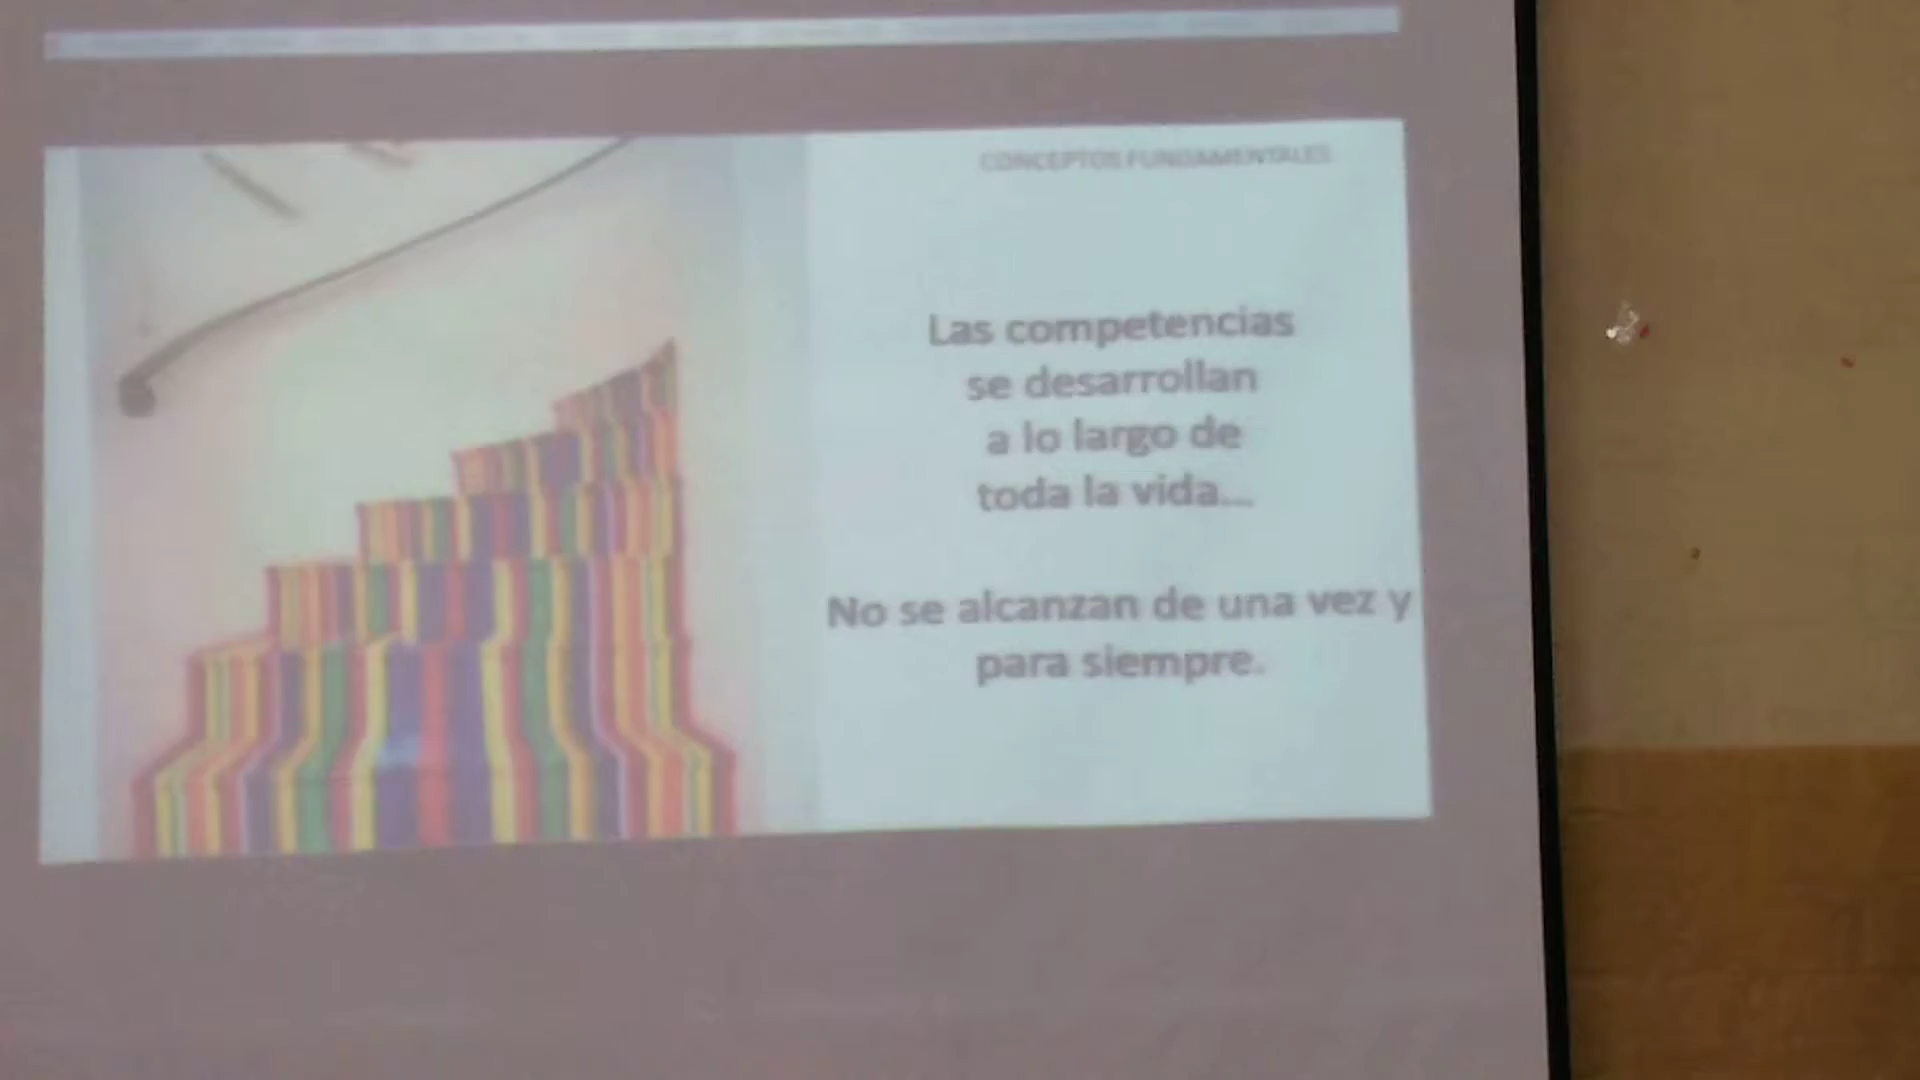 CONCEPTOS FUNDAMENTALES
Las competencias
se desarrollan
a lo largo de
toda la vida...
No se alcanzan de una vez y
para siempre.